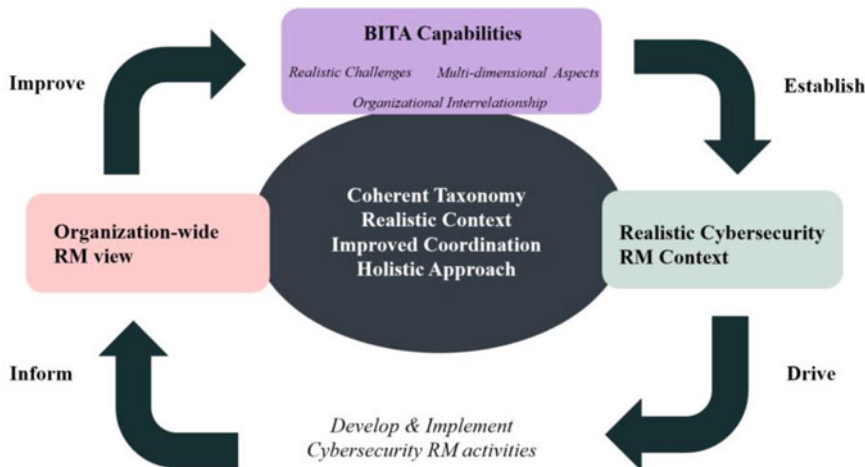 BITA Capabilities
Realistic Challenges Multi-dimensional Aspects
Organizational Interrelationship
Improve
Establish
Coherent Taxonomy
Realistic Context
Improved Coordination
Holistic Approach
Organization-wide
RM view
Realistic Cybersecurity
RM Context
Inform
Drive
Develop & Implement
Cybersecurity RM activities